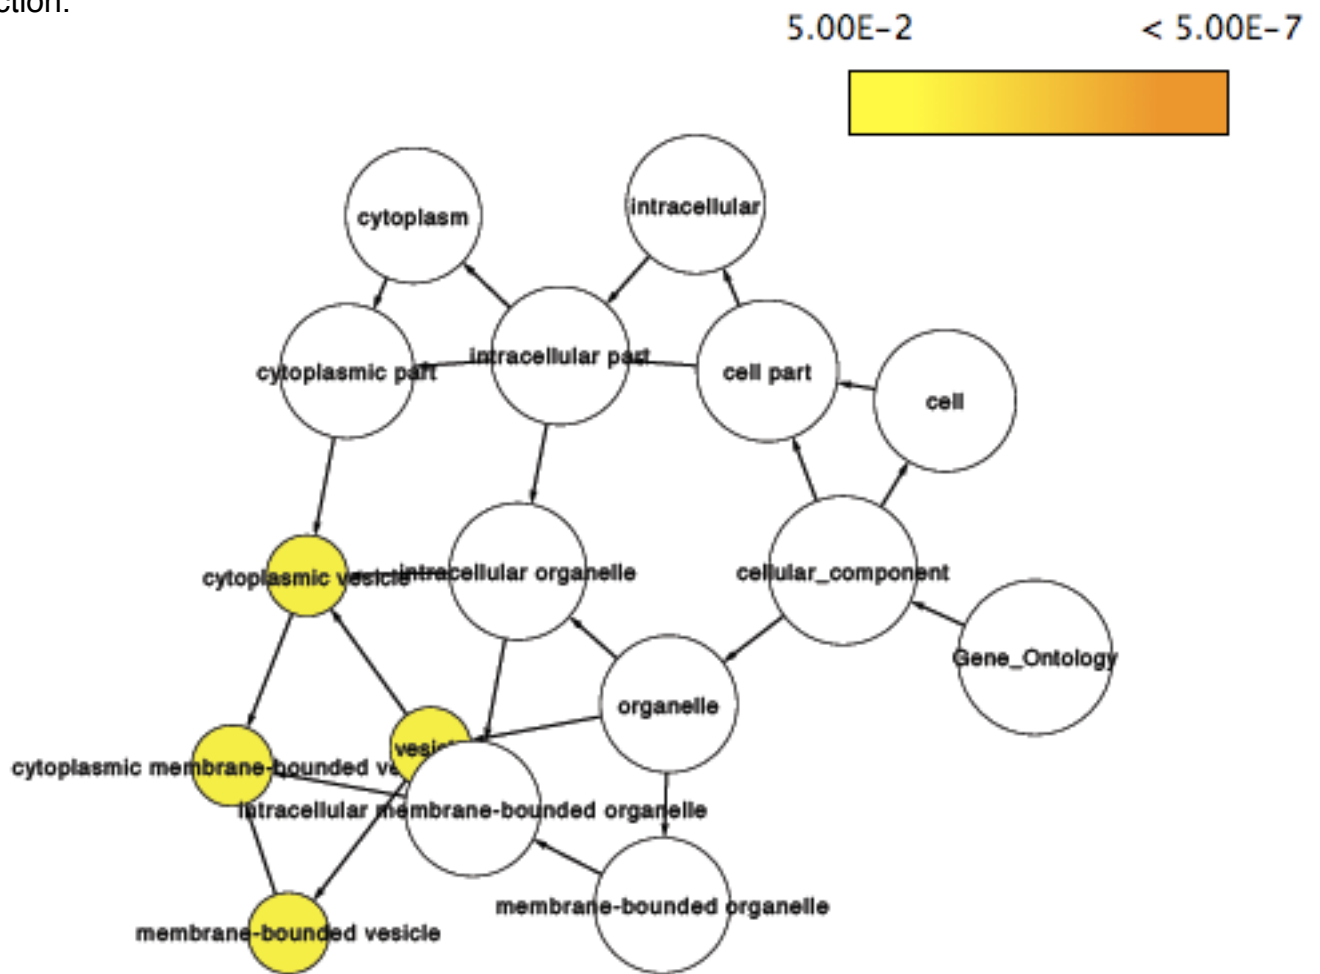 ction.
5.00E-2
< 5.00E-7
cytoplasm
intracellular
cytoplasmic part
intracellular part
cell part
cell
cytoplasmic vesicle
intracellular organelle
cellular_component
Gene_Ontology
organelle
vesicle
cytoplasmic membrane-bounded ve
intracellular membrane-bounded organelle
membrane-bounded organelle
membrane-bounded vesicle